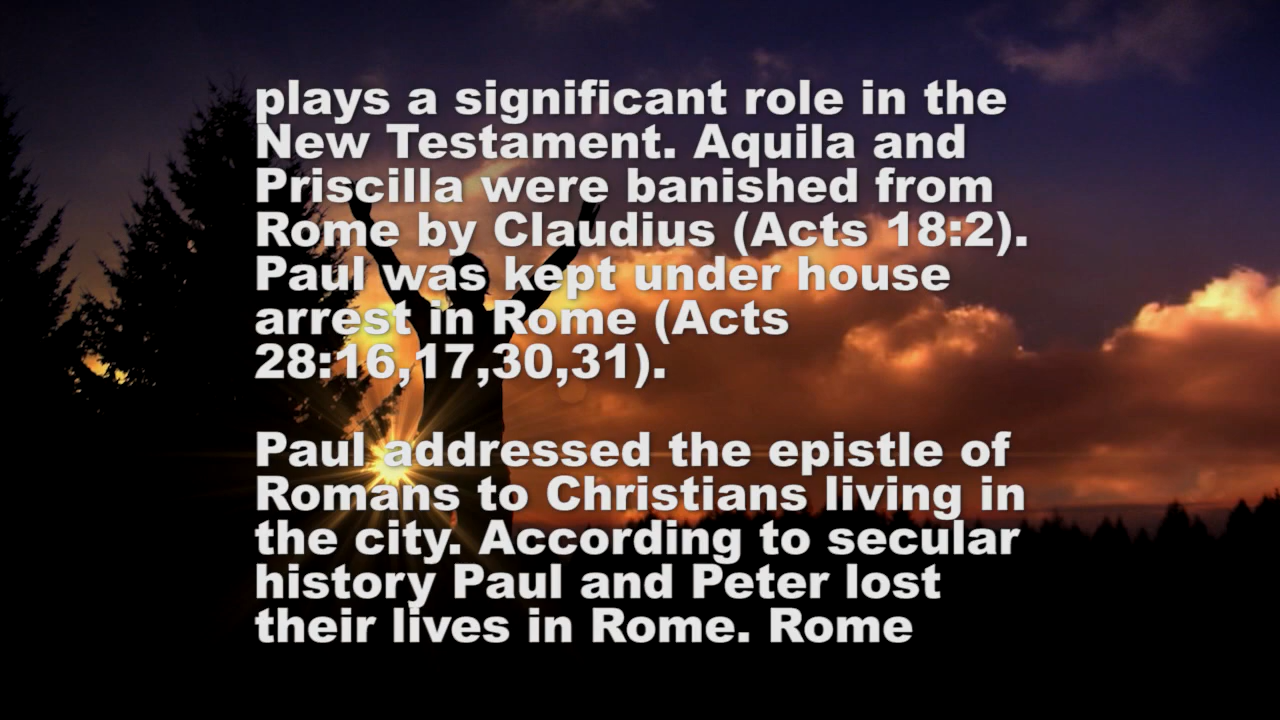 plays a significant role in the
New Testament. Aquila and
Priscilla were banished from
Rome by Claudius (Acts 18:2).
Paul was kept under house
arrest in Rome (Acts
28:16,17,30,31).
Paul addressed the epistle of
Romans to Christians living in
the city. According to secular
history Paul and Peter lost
their lives in Rome. Rome